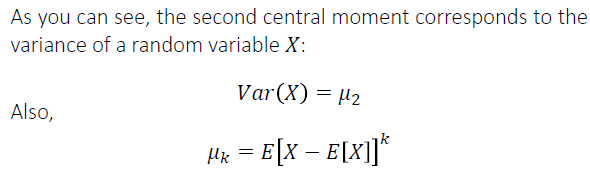 As you can see, the second central moment corresponds to the
variance of a random variable X:
Var(X) = μ₂
Also,
μₖ = E[X − E[X]]ᵏ